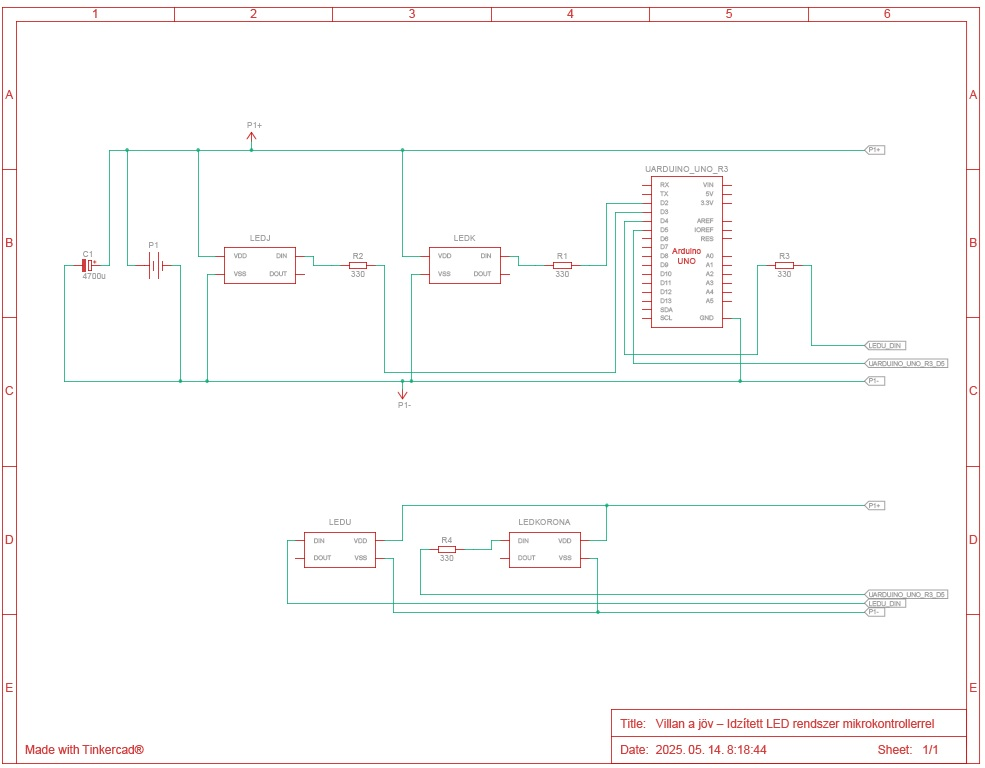 1 2 3 4 5 6
A A
P1+
P1+
UARDUINO_UNO_R3
RX VIN
TX 5V
D2 3.3V
D3
D4 AREF
D5 IOREF
D6 RES
D7
D8 A0
D9 A1
D10 A2
D11 A3
D12 A4
D13 A5
SDA
SCL GND
Arduino
UNO
B B
LEDJ
VDD DIN
VSS DOUT
LEDK
VDD DIN
VSS DOUT
C1
4700u
P1
R2
330
R1
330
R3
330
LEDU_DIN
UARDUINO_UNO_R3_D5
P1-
C C
P1-
P1+
LEDU
DIN VDD
DOUT VSS
R4
330
LEDKORONA
DIN VDD
DOUT VSS
D D
UARDUINO_UNO_R3_D5
LEDU_DIN
P1-
E E
Title: Villan a jöv – Idzített LED rendszer mikrokontrollerrel
Date: 2025. 05. 14. 8:18:44 Sheet: 1/1
Made with Tinkercad®